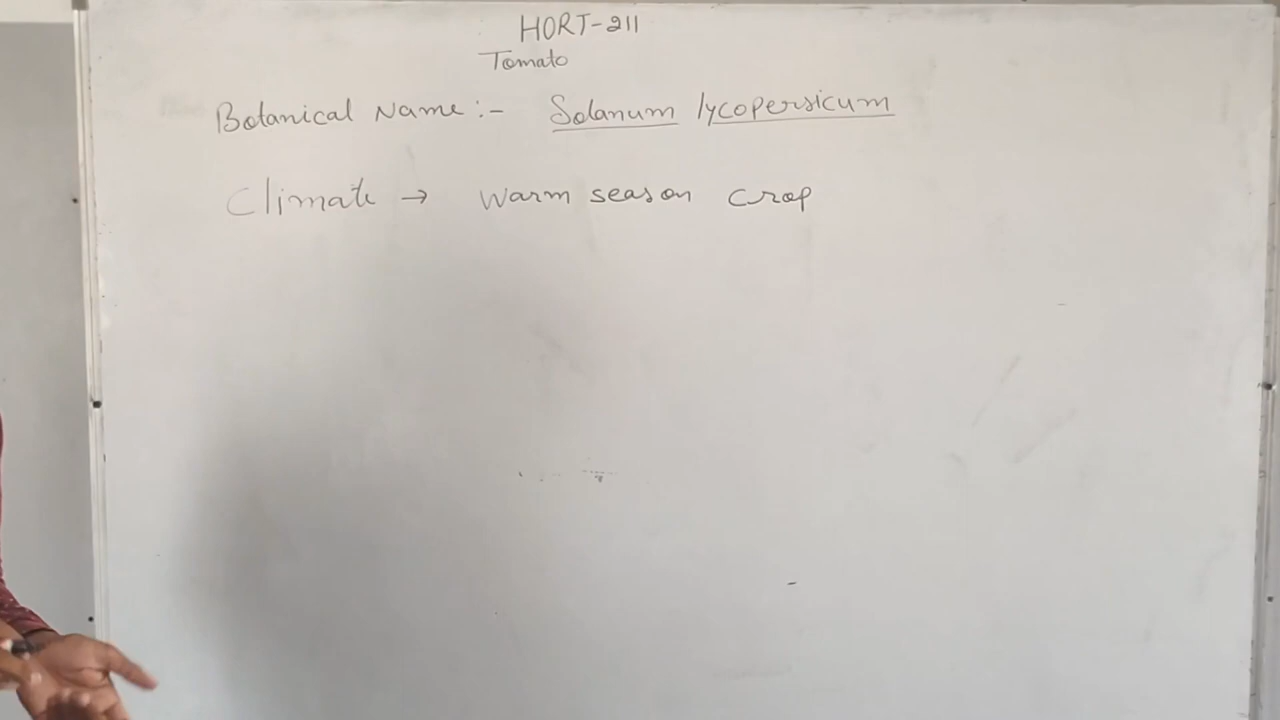 HORT-211
Tomato
Botanical Name :- Solanum lycopersicum
Climate → Warm season crop